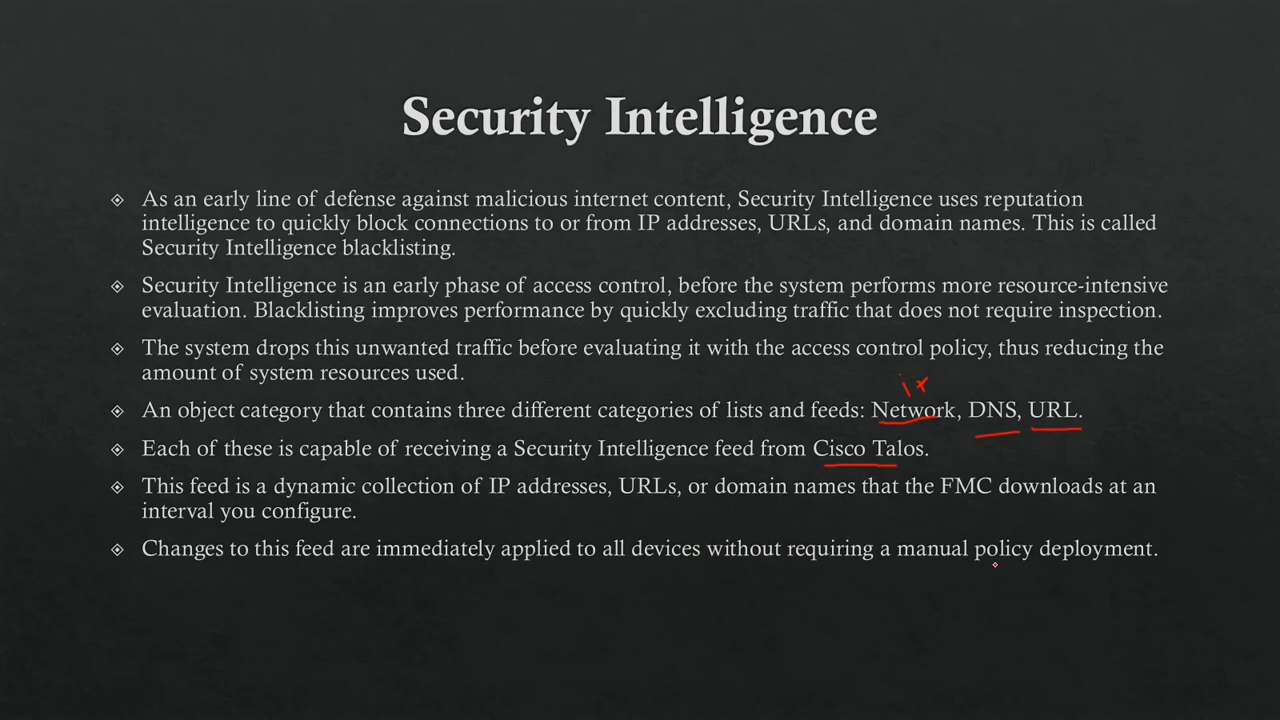 Security Intelligence
As an early line of defense against malicious internet content, Security Intelligence uses reputation
intelligence to quickly block connections to or from IP addresses, URLs, and domain names. This is called
Security Intelligence blacklisting.
Security Intelligence is an early phase of access control, before the system performs more resource-intensive
evaluation. Blacklisting improves performance by quickly excluding traffic that does not require inspection.
The system drops this unwanted traffic before evaluating it with the access control policy, thus reducing the
amount of system resources used.
An object category that contains three different categories of lists and feeds: Network, DNS, URL.
Each of these is capable of receiving a Security Intelligence feed from Cisco Talos.
This feed is a dynamic collection of IP addresses, URLs, or domain names that the FMC downloads at an
interval you configure.
Changes to this feed are immediately applied to all devices without requiring a manual policy deployment.